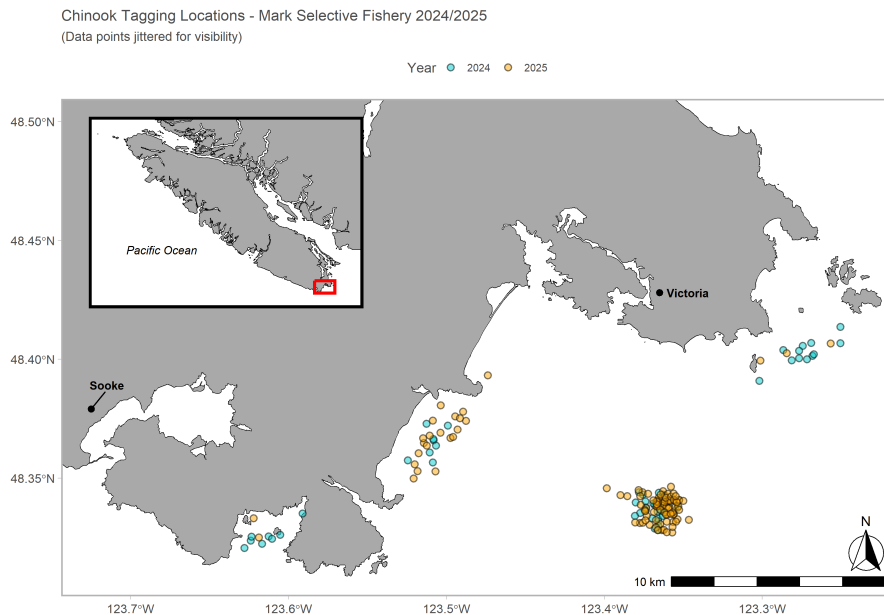 Chinook Tagging Locations - Mark Selective Fishery 2024/2025
(Data points jittered for visibility)
Year 2024 2025
48.50°N
48.45°N
48.40°N
48.35°N
Pacific Ocean
Victoria
Sooke
N
10 km
123.7°W 123.6°W 123.5°W 123.4°W 123.3°W